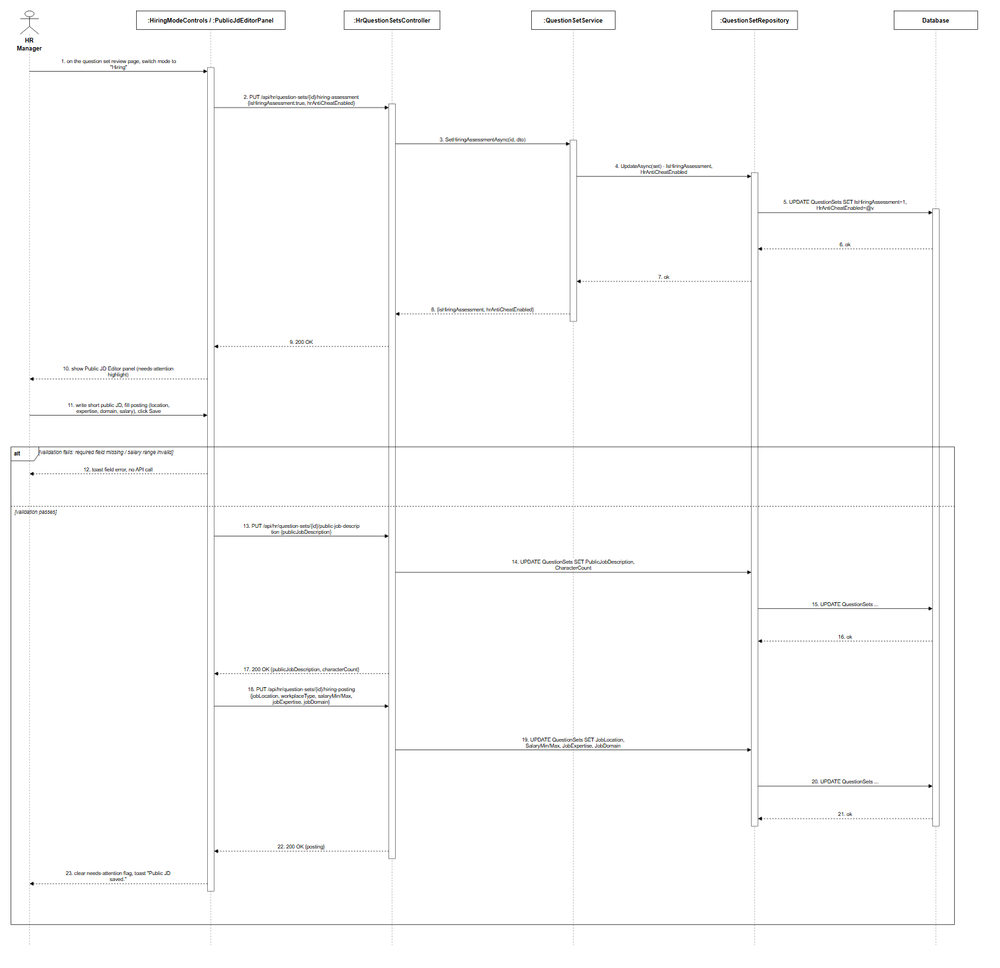 :HiringModeControls / :PublicJdEditorPanel
:HrQuestionSetsController
:QuestionSetService
:QuestionSetRepository
Database
HR
Manager
1. on the question set review page, switch mode to
"Hiring"
2. PUT /api/hr/question-sets/{id}/hiring-assessment
{isHiringAssessment:true, hrAntiCheatEnabled}
3. SetHiringAssessmentAsync(id, dto)
4. UpdateAsync(set) - IsHiringAssessment,
HrAntiCheatEnabled
5. UPDATE QuestionSets SET IsHiringAssessment=1,
HrAntiCheatEnabled=@v
6. ok
7. ok
8. {isHiringAssessment, hrAntiCheatEnabled}
9. 200 OK
10. show Public JD Editor panel (needs-attention
highlight)
11. write short public JD, fill posting (location,
expertise, domain, salary), click Save
alt
[validation fails: required field missing / salary range invalid]
12. toast field error, no API call
[validation passes]
13. PUT /api/hr/question-sets/{id}/public-job-descrip
tion {publicJobDescription}
14. UPDATE QuestionSets SET PublicJobDescription,
CharacterCount
15. UPDATE QuestionSets ...
16. ok
17. 200 OK {publicJobDescription, characterCount}
18. PUT /api/hr/question-sets/{id}/hiring-posting
{jobLocation, workplaceType, salaryMin/Max,
jobExpertise, jobDomain}
19. UPDATE QuestionSets SET JobLocation,
SalaryMin/Max, JobExpertise, JobDomain
20. UPDATE QuestionSets ...
21. ok
22. 200 OK {posting}
23. clear needs-attention flag, toast "Public JD
saved."